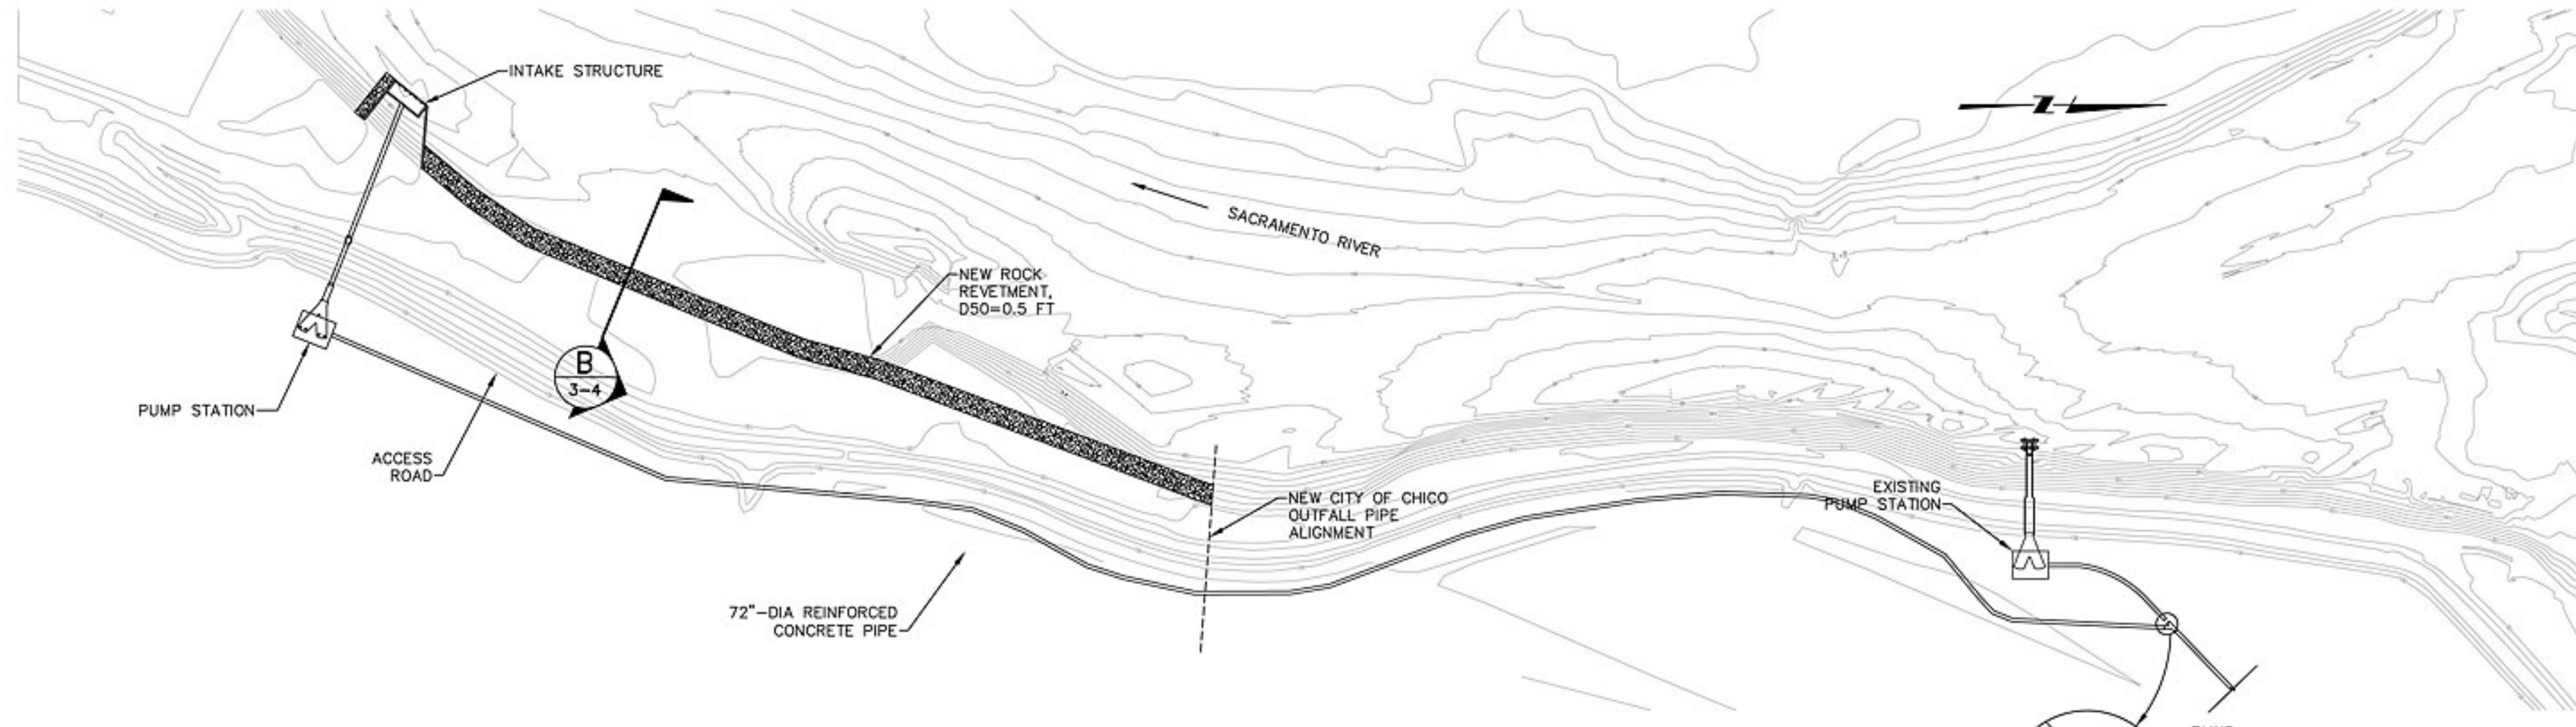 INTAKE STRUCTURE
SACRAMENTO RIVER
Z
NEW ROCK
REVETMENT,
D50=0.5 FT
B
3-4
PUMP STATION
ACCESS
ROAD
NEW CITY OF CHICO
OUTFALL PIPE
ALIGNMENT
EXISTING
PUMP STATION
72"-DIA REINFORCED
CONCRETE PIPE